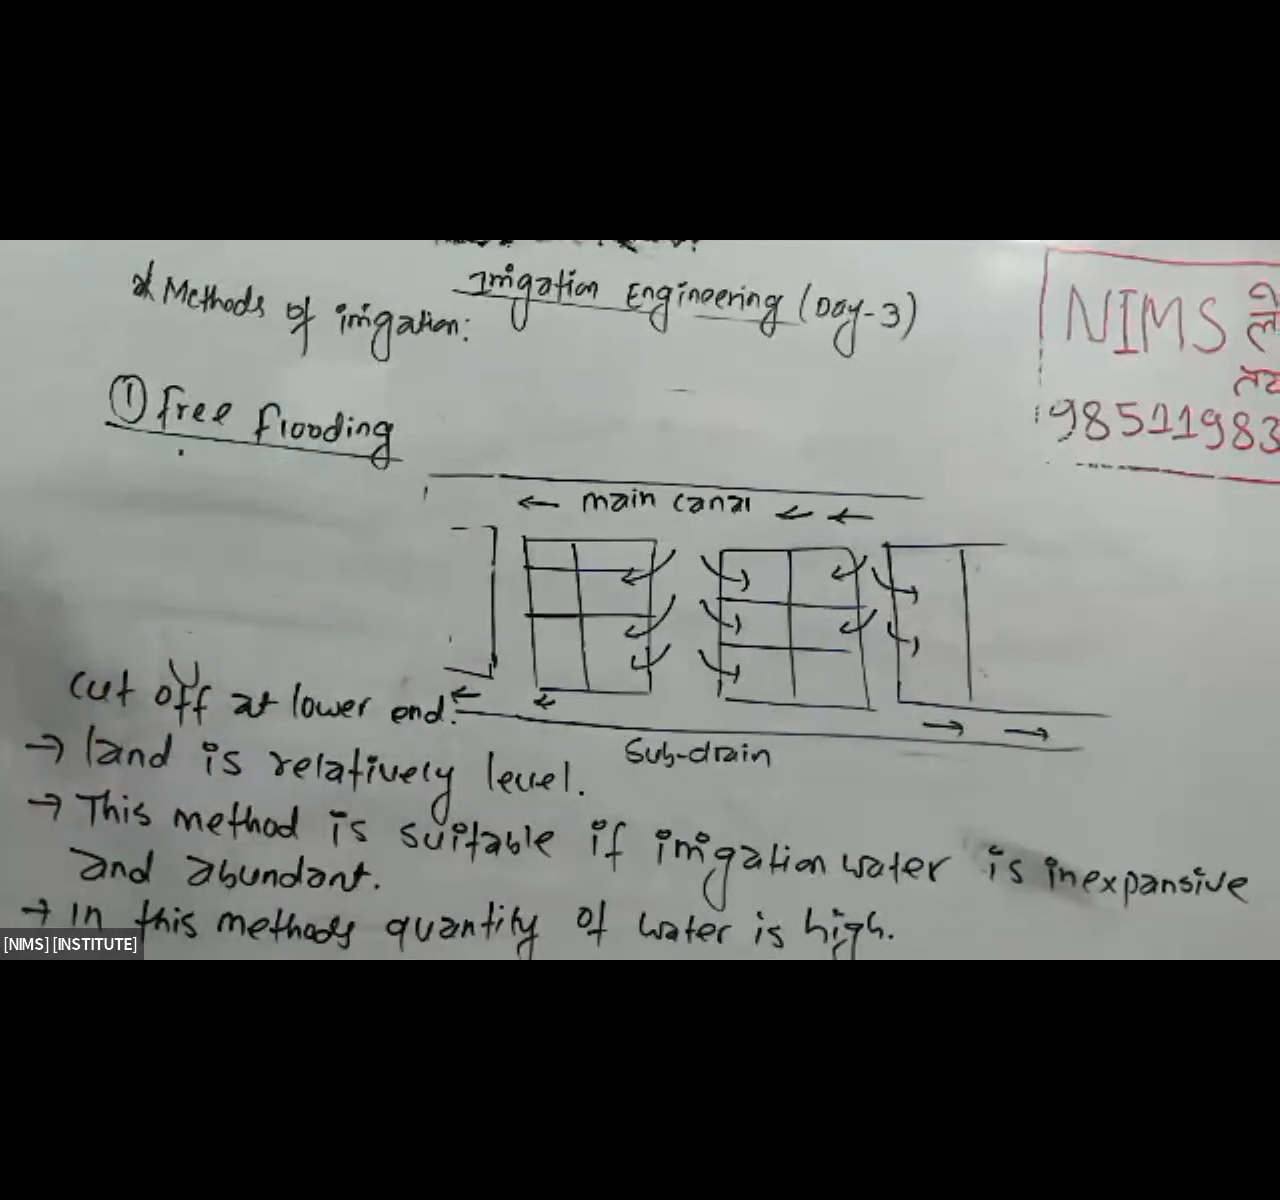 Irrigation Engineering (Day-3)
* Methods of irrigation:
① free flooding
← main canal ← ←
cut off at lower end.
Sub-drain
→ land is relatively level.
→ This method is suitable if irrigation water is inexpansive
and abundant.
→ In this methods quantity of water is high.
NIMS ले
98511983
[NIMS] [INSTITUTE]